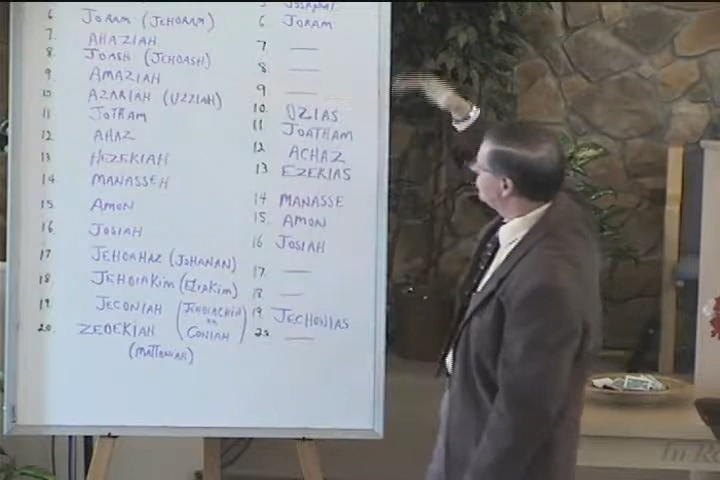 5 Josaphat
6. JORAM (JEHORAM) 6 JORAM
7. AHAZIAH 7 —
8. JOASH (JEHOASH) 8 —
9. AMAZIAH 9 —
10 AZARIAH (UZZIAH) 10. OZIAS
11 JOTHAM 11 JOATHAM
12 AHAZ 12 ACHAZ
13 HEZEKIAH 13 EZEKIAS
14. MANASSEH 14 MANASSE
15. AMON 15. AMON
16 JOSIAH 16 JOSIAH
17 JEHOAHAZ (JOHANAN) 17. —
18. JEHOIAKIM (ELIAKIM) 18 —
19. JECONIAH (JEHOIACHIN OR CONIAH) 19. JECHONIAS
20. ZEDEKIAH 20. —
(MATTANIAH)